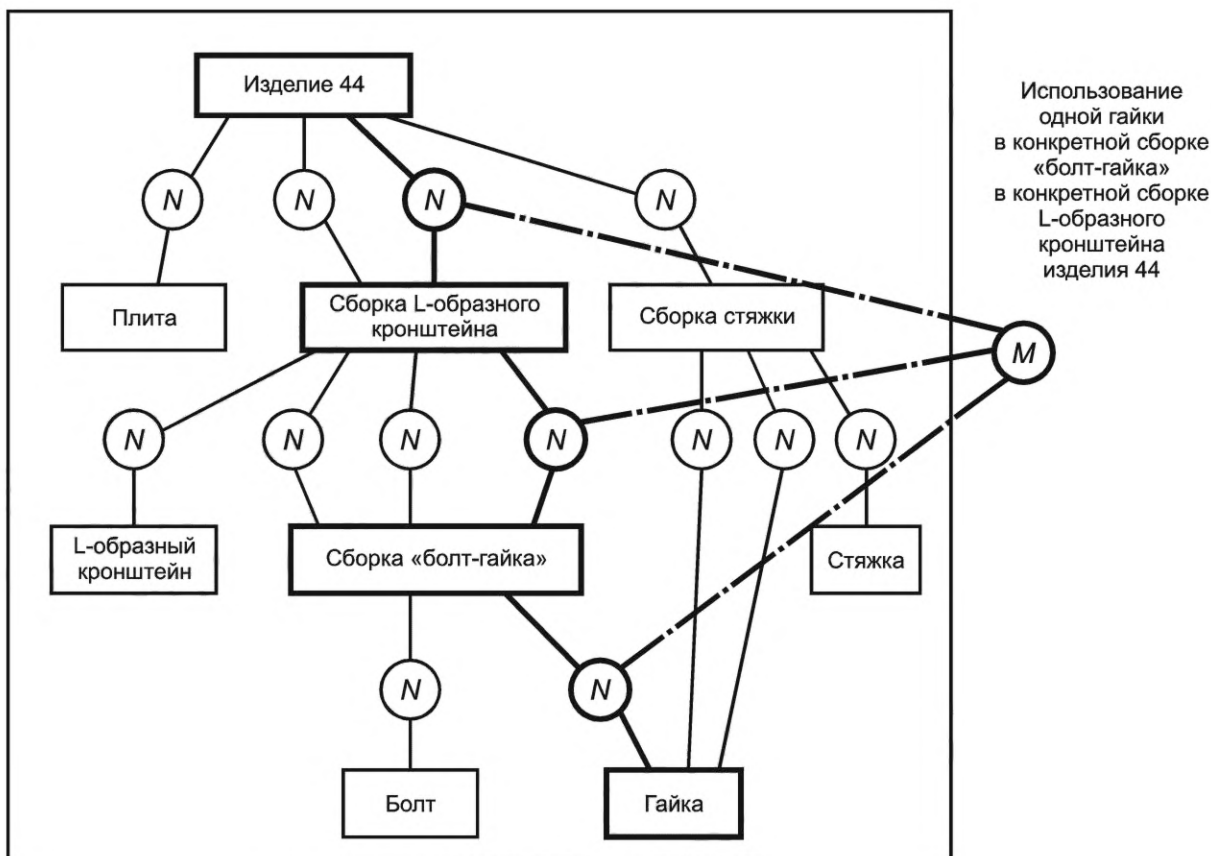 Изделие 44
Использование
одной гайки
в конкретной сборке
«болт-гайка»
в конкретной сборке
L-образного
кронштейна
изделия 44
N
N
N
N
Плита
Сборка L-образного
кронштейна
Сборка стяжки
M
N
N
N
N
N
N
N
L-образный
кронштейн
Сборка «болт-гайка»
Стяжка
N
N
Болт
Гайка